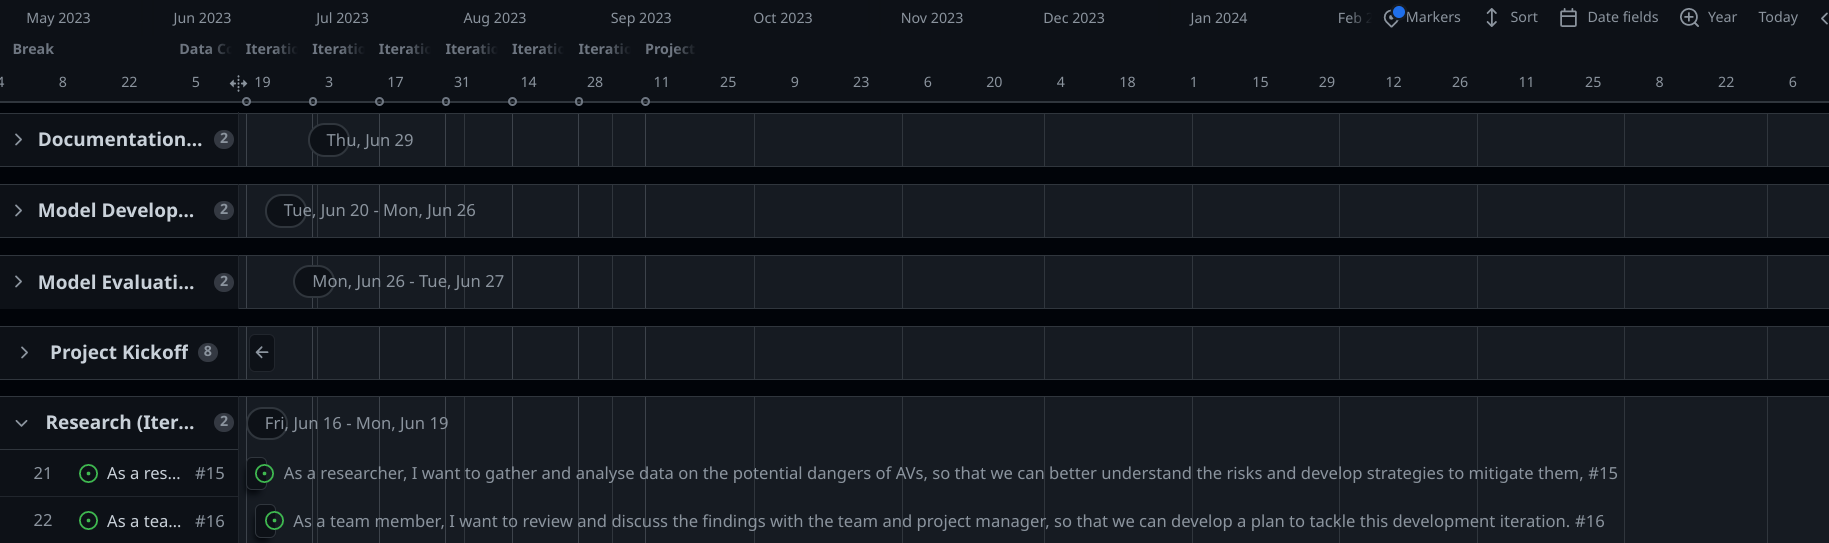 May 2023 Jun 2023 Jul 2023 Aug 2023 Sep 2023 Oct 2023 Nov 2023 Dec 2023 Jan 2024 Feb Markers Sort Date fields Year Today
Break Data Project
8 22 5 19 3 17 31 14 28 11 25 9 23 6 20 4 18 1 15 29 12 26 11 25 8 22 6
Documentation... 2 Thu, Jun 29
Model Develop... 2 Tue, Jun 20 - Mon, Jun 26
Model Evaluati... 2 Mon, Jun 26 - Tue, Jun 27
Project Kickoff 8
Research (Iter... 2 Fri, Jun 16 - Mon, Jun 19
21 As a res... #15 As a researcher, I want to gather and analyse data on the potential dangers of AVs, so that we can better understand the risks and develop strategies to mitigate them, #15
22 As a tea... #16 As a team member, I want to review and discuss the findings with the team and project manager, so that we can develop a plan to tackle this development iteration. #16